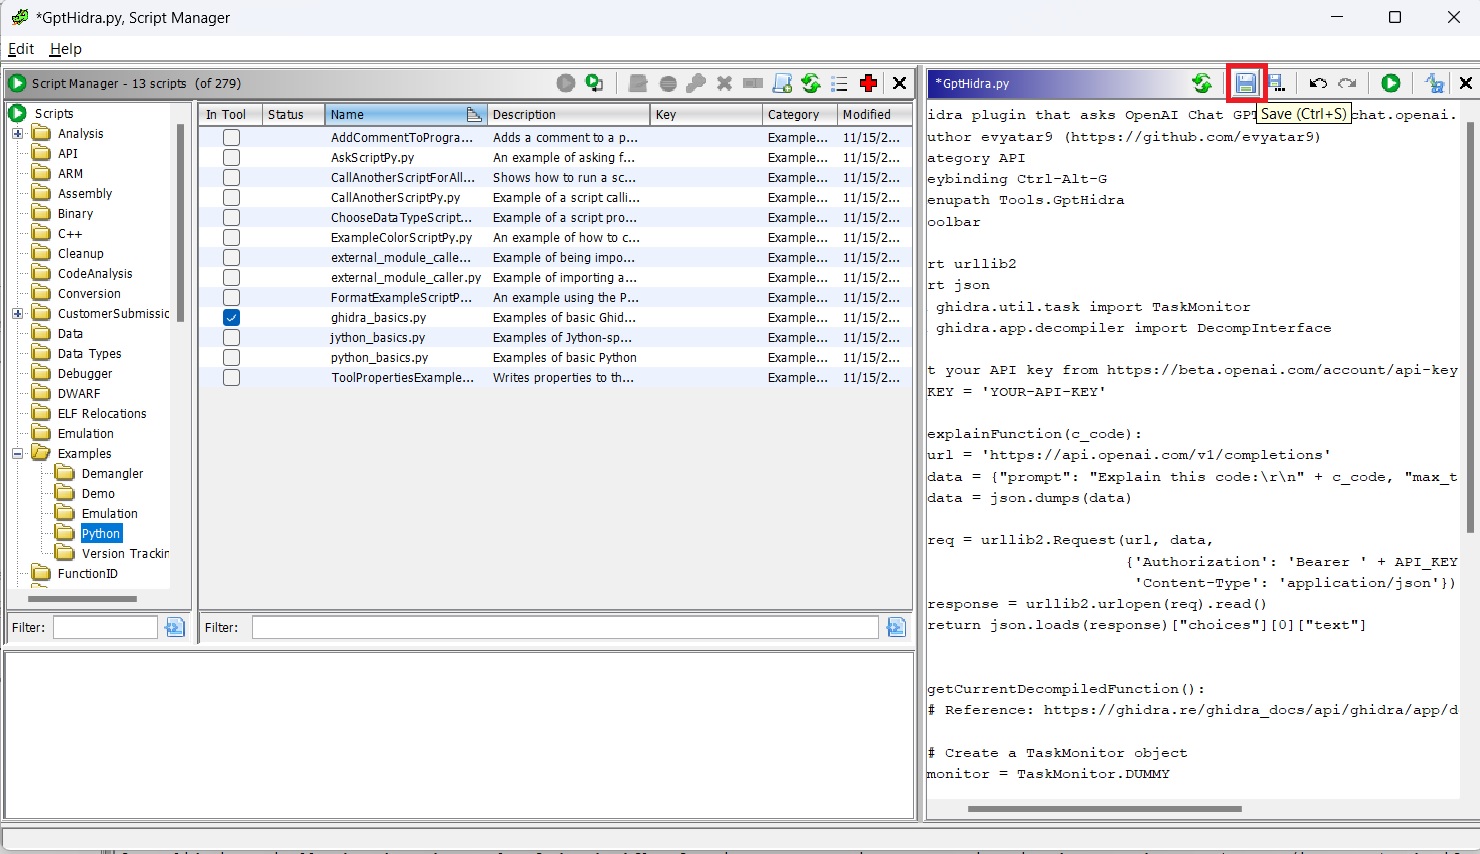 *GptHidra.py, Script Manager
Edit Help
Script Manager - 13 scripts (of 279)
Scripts
Analysis
API
ARM
Assembly
Binary
C++
Cleanup
CodeAnalysis
Conversion
CustomerSubmissic
Data
Data Types
Debugger
DWARF
ELF Relocations
Emulation
Examples
Demangler
Demo
Emulation
Python
Version Trackin
FunctionID
Filter:
In Tool Status Name Description Key Category Modified
AddCommentToProgra... Adds a comment to a p... Example... 11/15/2...
AskScriptPy.py An example of asking f... Example... 11/15/2...
CallAnotherScriptForAll... Shows how to run a sc... Example... 11/15/2...
CallAnotherScriptPy.py Example of a script calli... Example... 11/15/2...
ChooseDataTypeScript... Example of a script pro... Example... 11/15/2...
ExampleColorScriptPy.py An example of how to c... Example... 11/15/2...
external_module_calle... Example of being impo... Example... 11/15/2...
external_module_caller.py Example of importing a... Example... 11/15/2...
FormatExampleScriptP... An example using the P... Example... 11/15/2...
ghidra_basics.py Examples of basic Ghid... Example... 11/15/2...
jython_basics.py Examples of Jython-sp... Example... 11/15/2...
python_basics.py Examples of basic Python Example... 11/15/2...
ToolPropertiesExample... Writes properties to th... Example... 11/15/2...
Filter:
*GptHidra.py
Save (Ctrl+S)
idra plugin that asks OpenAI Chat GPT chat.openai.
uthor evyatar9 (https://github.com/evyatar9)
ategory API
eybinding Ctrl-Alt-G
enupath Tools.GptHidra
oolbar
rt urllib2
rt json
ghidra.util.task import TaskMonitor
ghidra.app.decompiler import DecompInterface
t your API key from https://beta.openai.com/account/api-key
KEY = 'YOUR-API-KEY'
explainFunction(c_code):
url = 'https://api.openai.com/v1/completions'
data = {"prompt": "Explain this code:\r\n" + c_code, "max_t
data = json.dumps(data)
req = urllib2.Request(url, data,
{'Authorization': 'Bearer ' + API_KEY
'Content-Type': 'application/json'})
response = urllib2.urlopen(req).read()
return json.loads(response)["choices"][0]["text"]
getCurrentDecompiledFunction():
# Reference: https://ghidra.re/ghidra_docs/api/ghidra/app/d
# Create a TaskMonitor object
monitor = TaskMonitor.DUMMY